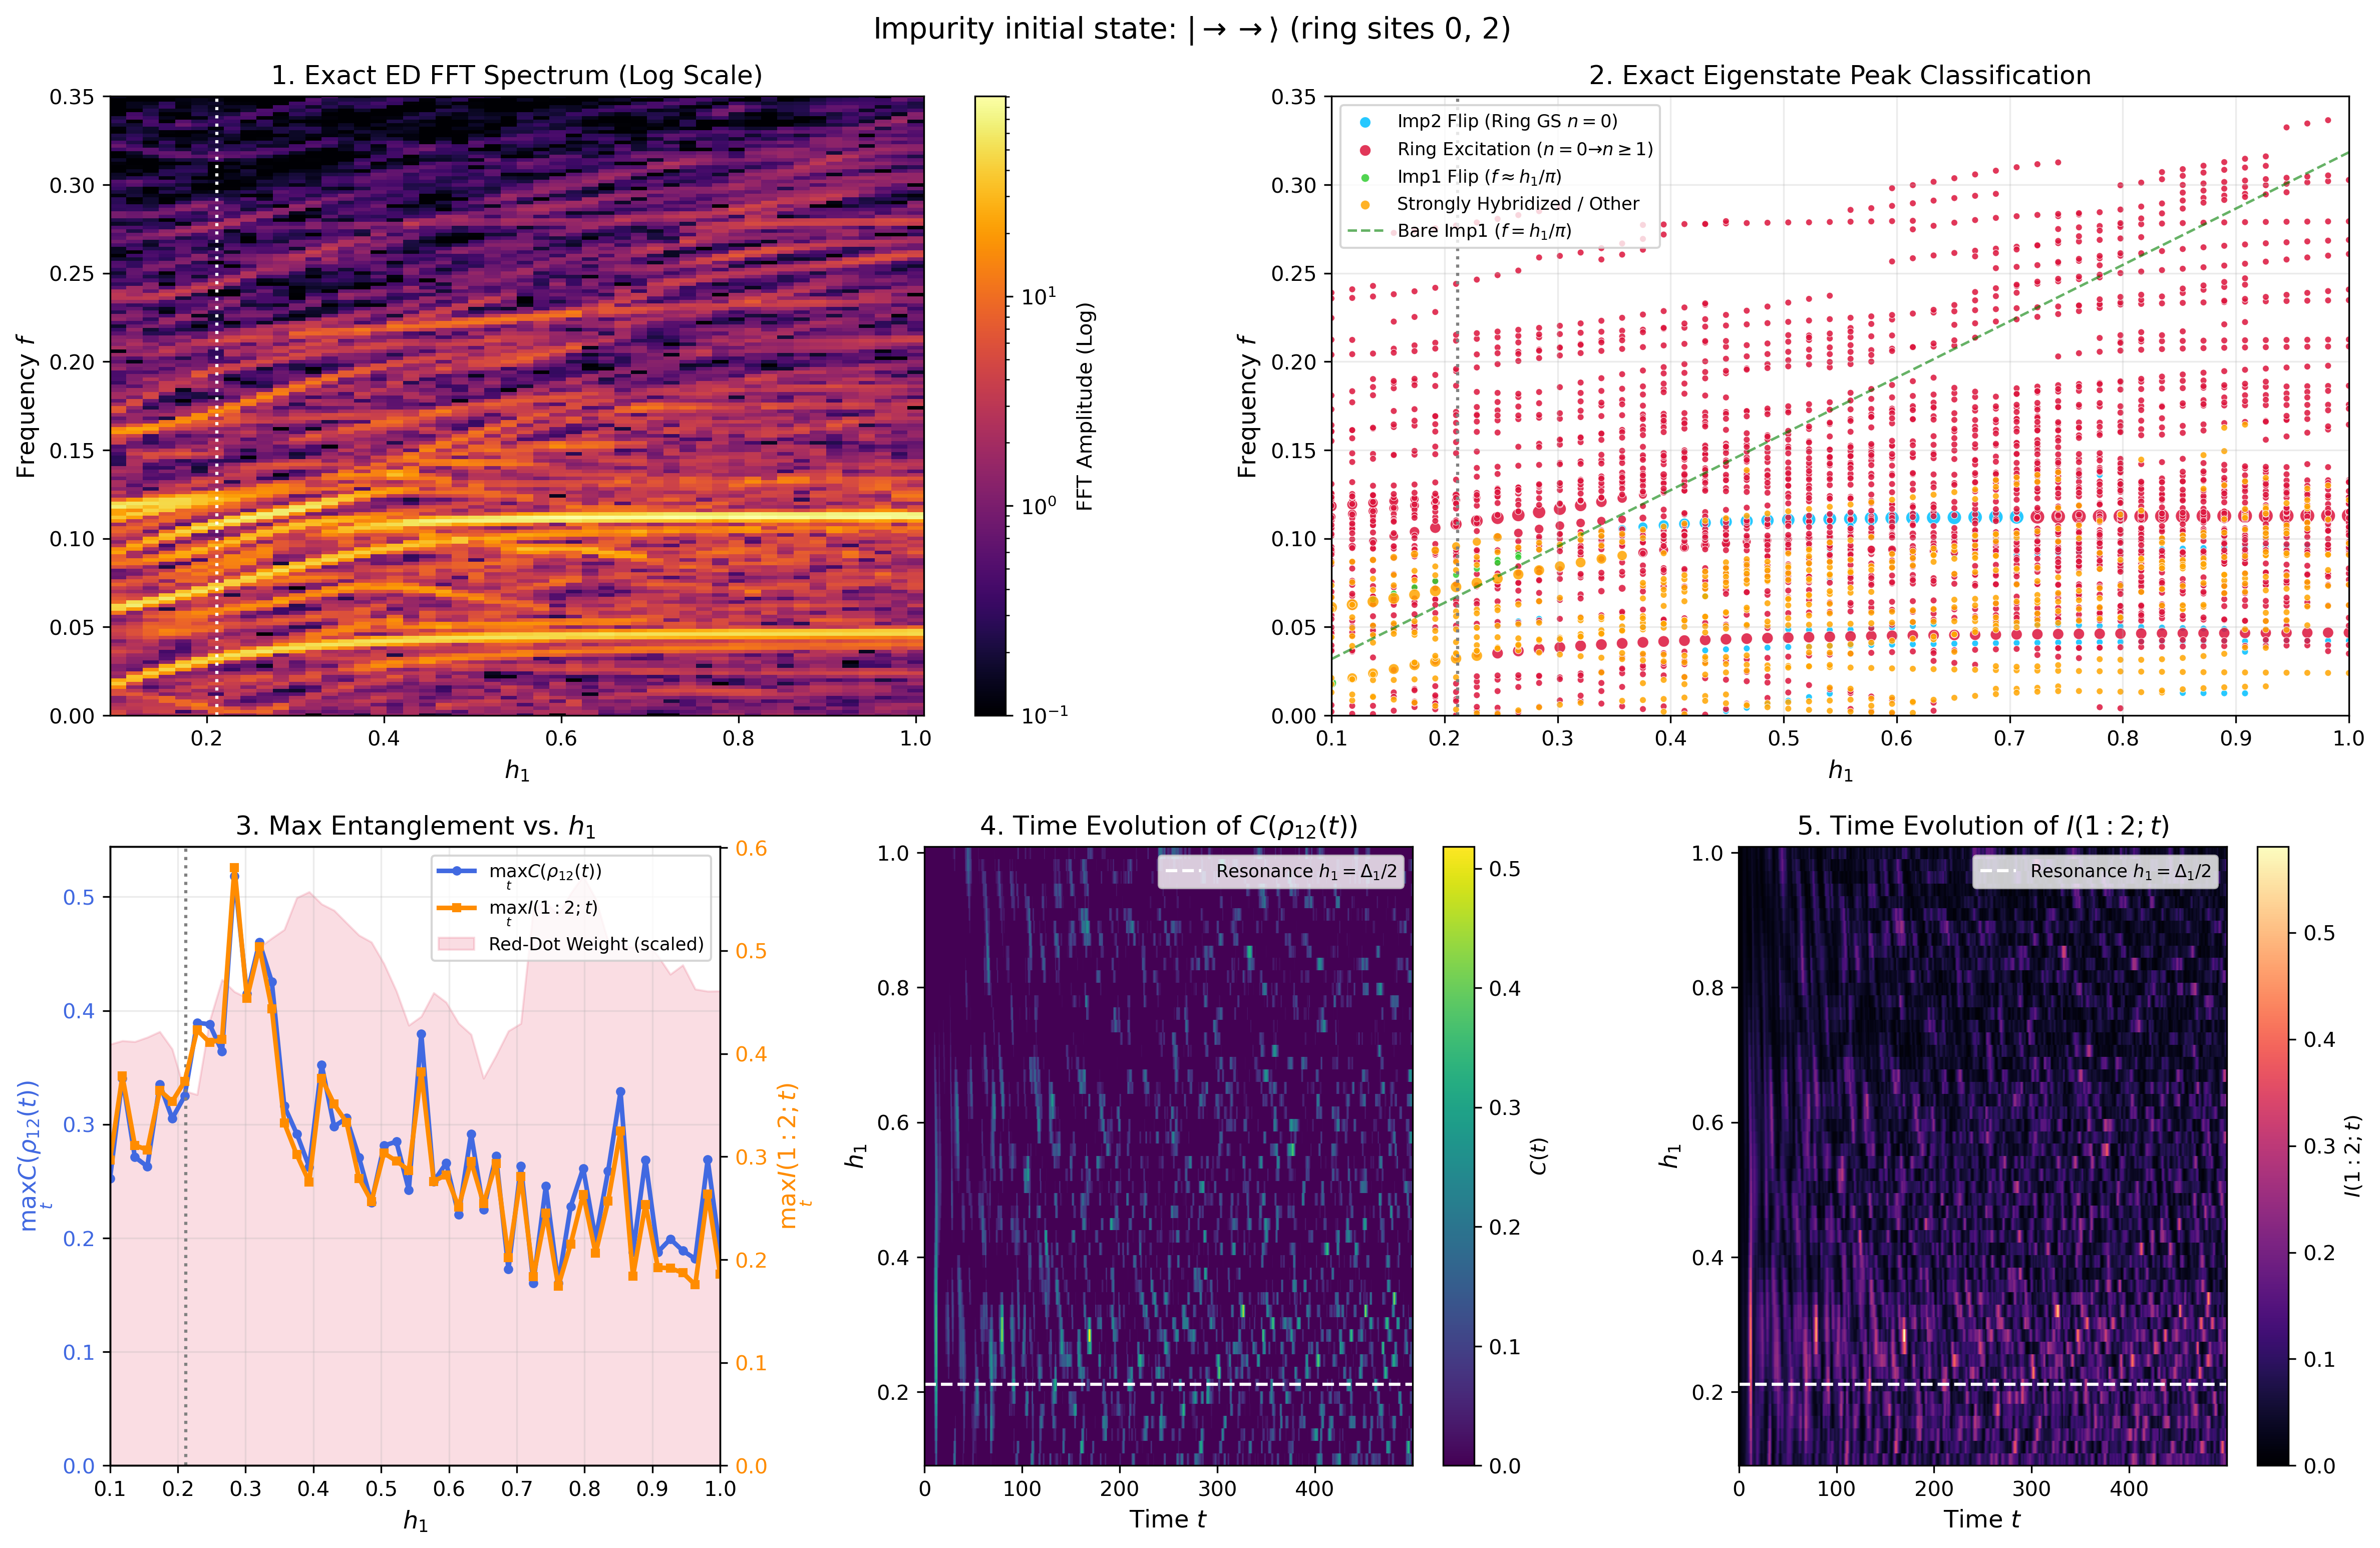 Impurity initial state: |→→⟩ (ring sites 0, 2)
1. Exact ED FFT Spectrum (Log Scale)
0.35
0.30
0.25
0.20
0.15
0.10
0.05
0.00
Frequency f
0.2 0.4 0.6 0.8 1.0
h₁
10¹
10⁰
10⁻¹
FFT Amplitude (Log)
2. Exact Eigenstate Peak Classification
0.35
0.30
0.25
0.20
0.15
0.10
0.05
0.00
Frequency f
Imp2 Flip (Ring GS n = 0)
Ring Excitation (n = 0→n ≥ 1)
Imp1 Flip (f ≈ h₁/π)
Strongly Hybridized / Other
Bare Imp1 (f = h₁/π)
0.1 0.2 0.3 0.4 0.5 0.6 0.7 0.8 0.9 1.0
h₁
3. Max Entanglement vs. h₁
0.5
0.4
0.3
0.2
0.1
0.0
max C(ρ₁₂(t))
t
max C(ρ₁₂(t))
t
max I(1 : 2; t)
t
Red-Dot Weight (scaled)
0.6
0.5
0.4
0.3
0.2
0.1
0.0
max I(1 : 2; t)
t
0.1 0.2 0.3 0.4 0.5 0.6 0.7 0.8 0.9 1.0
h₁
4. Time Evolution of C(ρ₁₂(t))
1.0
0.8
0.6
0.4
0.2
h₁
Resonance h₁ = Δ₁/2
0 100 200 300 400
Time t
0.5
0.4
0.3
0.2
0.1
0.0
C(t)
5. Time Evolution of I(1 : 2; t)
1.0
0.8
0.6
0.4
0.2
h₁
Resonance h₁ = Δ₁/2
0 100 200 300 400
Time t
0.5
0.4
0.3
0.2
0.1
0.0
I(1 : 2; t)